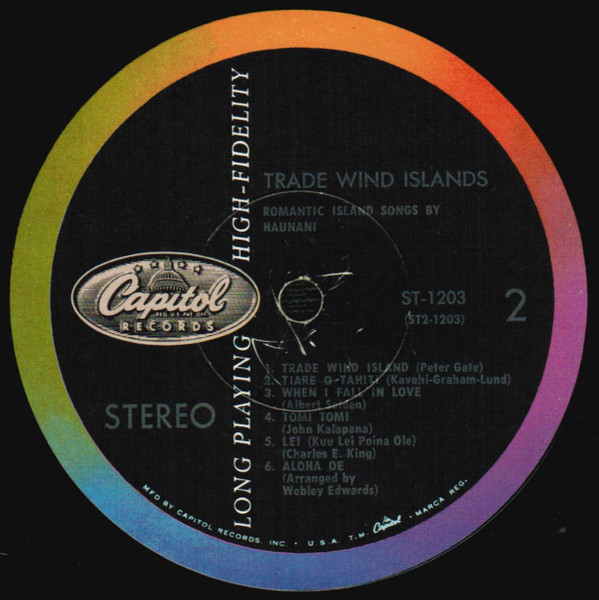 LONG PLAYING HIGH-FIDELITY
TRADE WIND ISLANDS
ROMANTIC ISLAND SONGS BY
HAUNANI
Capitol
REG. U.S. PAT. OFF.
RECORDS
ST-1203
(ST2-1203)
2
STEREO
1. TRADE WIND ISLAND (Peter Gate)
2. TIARE O TAHITI (Kavohi-Graham-Lund)
3. WHEN I FALL IN LOVE
(Albert Selden)
4. TOMI TOMI
(John Kalapana)
5. LEI (Kuu Lei Poina Ole)
(Charles E. King)
6. ALOHA OE
(Arranged by
Webley Edwards)
MFD BY CAPITOL RECORDS, INC • U.S.A. T.M. Capitol • MARCA REG.